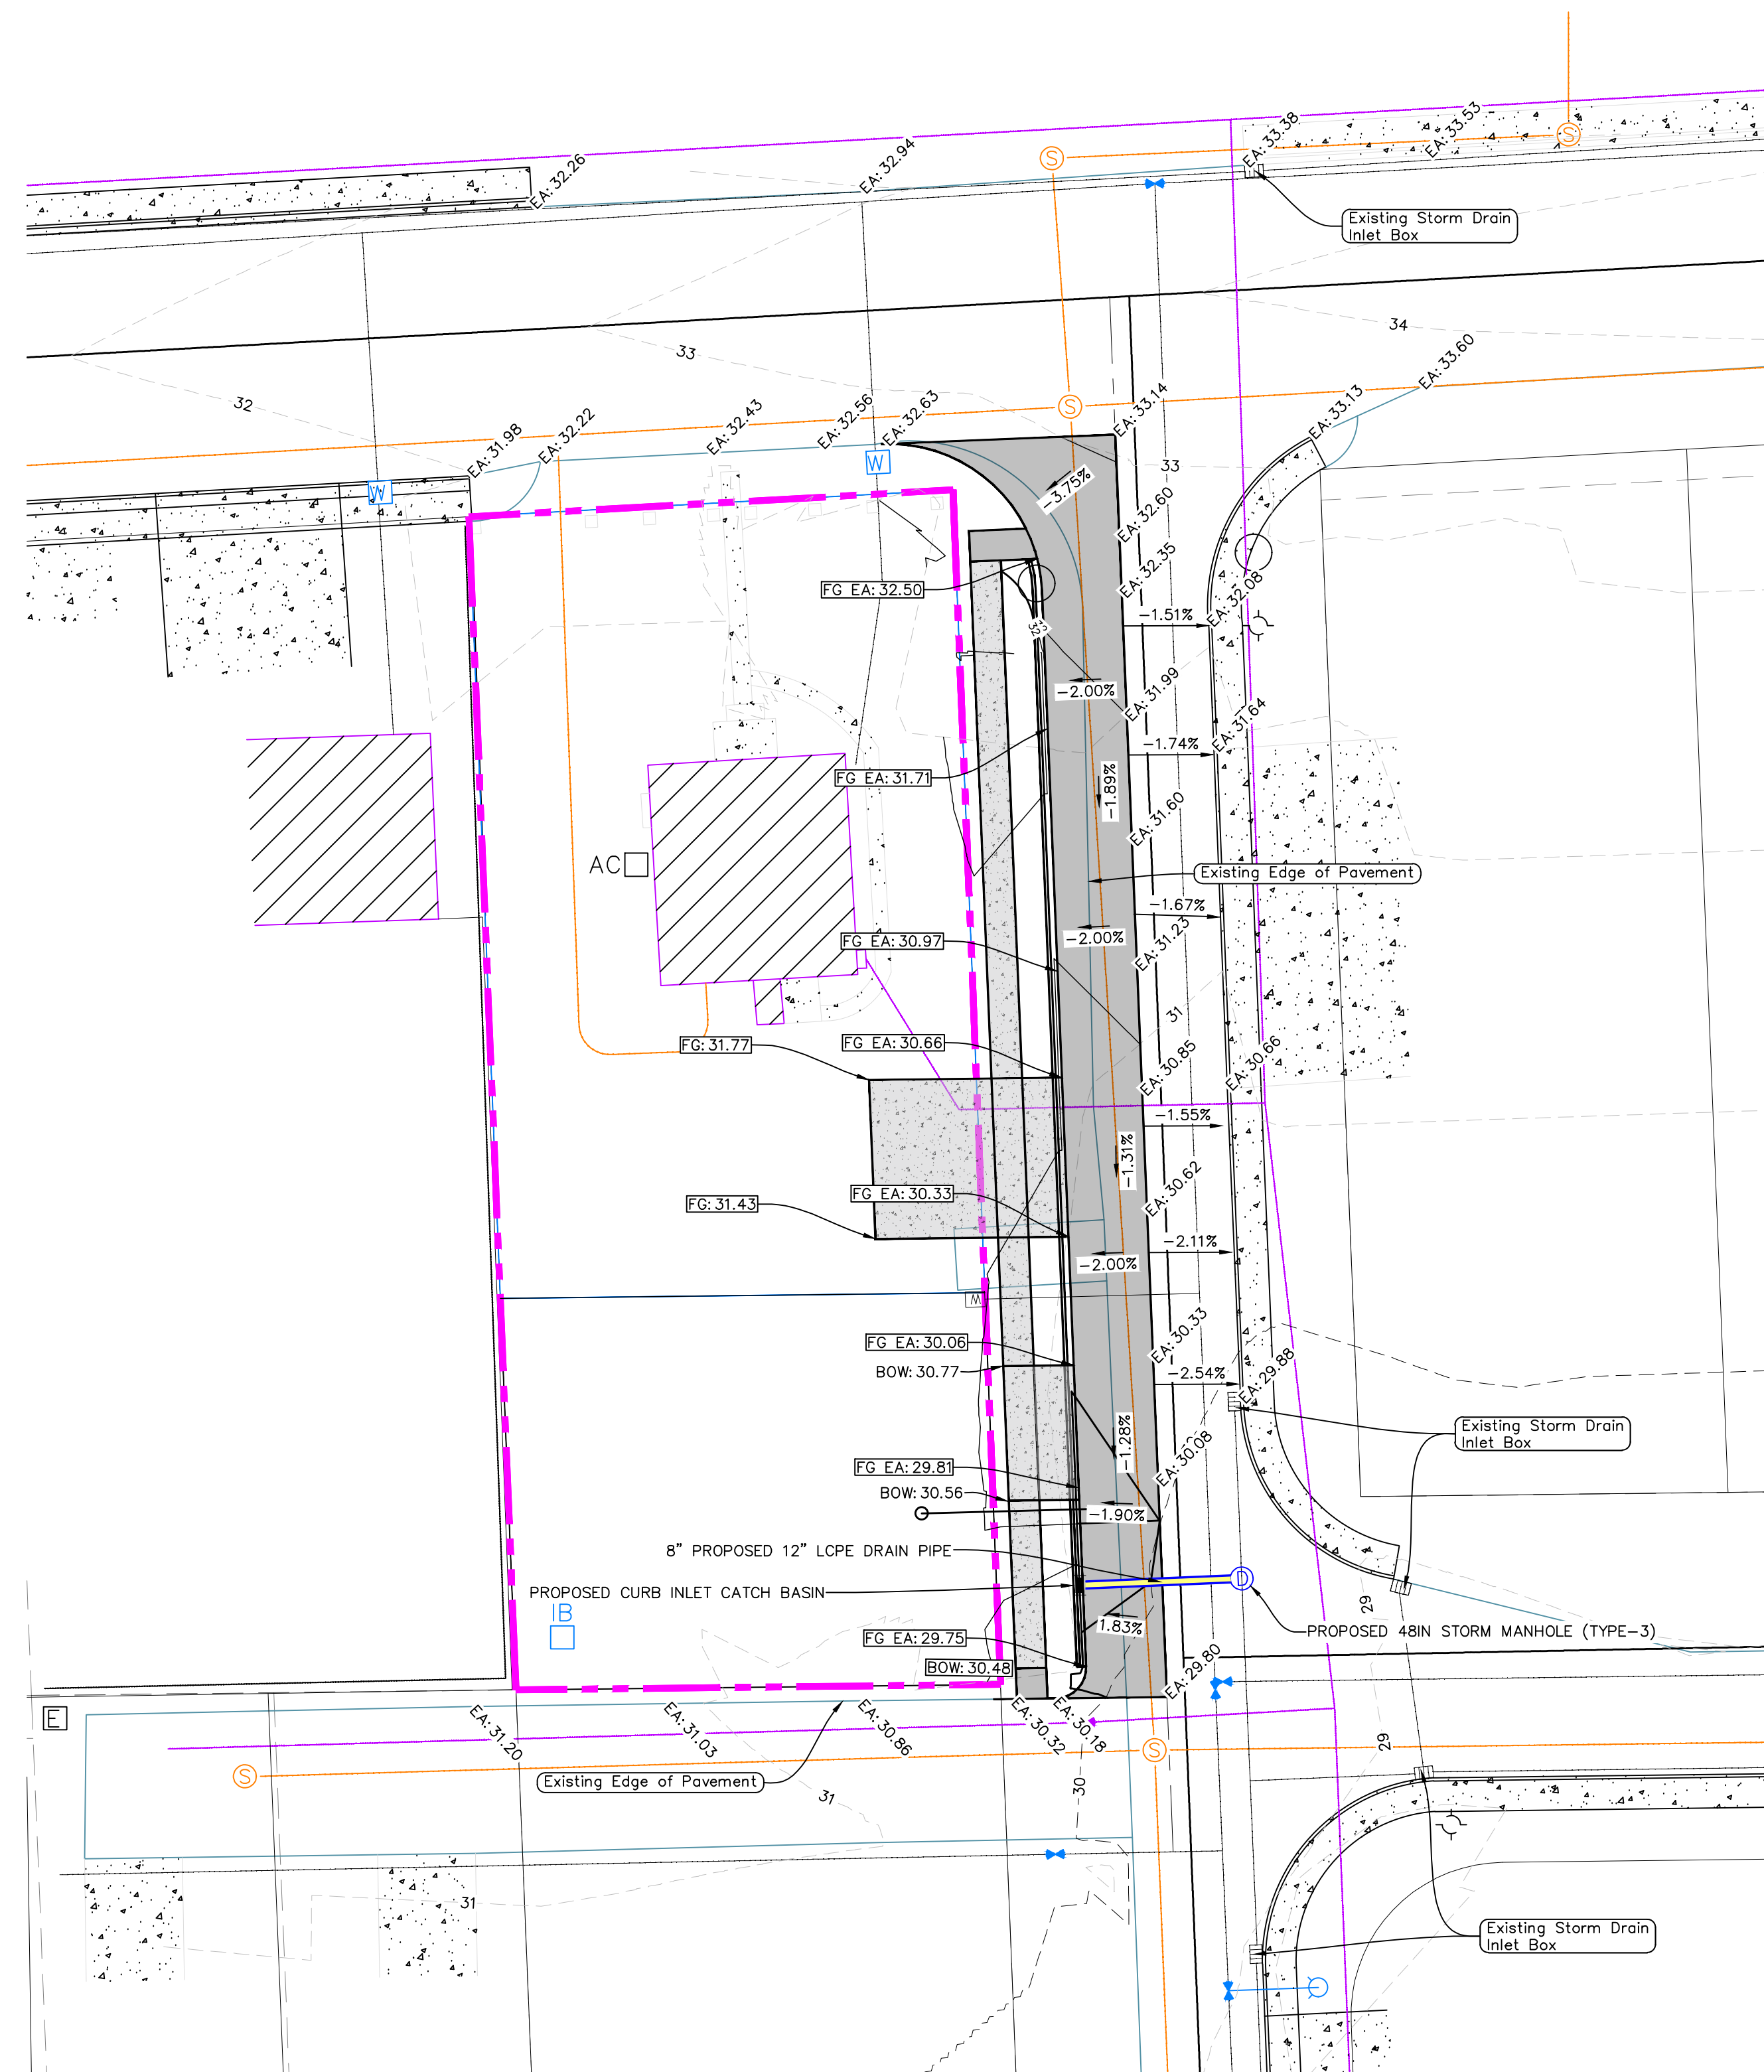 EA: 33.38
EA: 33.53
S
S
EA: 32.94
EA: 32.26
Existing Storm Drain
Inlet Box
34
33
EA: 33.60
32
S
EA: 33.14
EA: 33.13
EA: 32.63
EA: 32.56
EA: 32.43
EA: 32.22
EA: 31.98
W
W
33
-3.75%
EA: 32.60
EA: 32.35
EA: 32.08
FG EA: 32.50
-1.51%
33
32
-2.00%
EA: 31.99
EA: 31.64
-1.74%
FG EA: 31.71
-1.89%
EA: 31.60
AC
Existing Edge of Pavement
-1.67%
FG EA: 30.97
-2.00%
EA: 31.23
31
FG: 31.77
FG EA: 30.66
EA: 30.85
EA: 30.66
-1.55%
-1.31%
FG: 31.43
FG EA: 30.33
EA: 30.62
-2.11%
-2.00%
W
FG EA: 30.06
EA: 30.33
BOW: 30.77
-2.54%
EA: 29.88
-1.28%
Existing Storm Drain
Inlet Box
FG EA: 29.81
EA: 30.08
BOW: 30.56
-1.90%
8" PROPOSED 12" LCPE DRAIN PIPE
D
PROPOSED CURB INLET CATCH BASIN
29
IB
1.83%
PROPOSED 48IN STORM MANHOLE (TYPE-3)
FG EA: 29.75
BOW: 30.48
EA: 29.80
E
EA: 31.20
EA: 31.03
EA: 30.86
EA: 30.32
EA: 30.18
29
S
S
Existing Edge of Pavement
31
30
31
Existing Storm Drain
Inlet Box